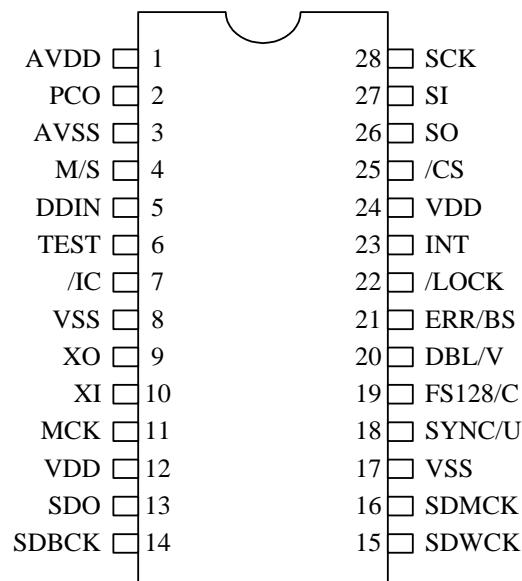 AVDD 1 28 SCK
PCO 2 27 SI
AVSS 3 26 SO
M/S 4 25 /CS
DDIN 5 24 VDD
TEST 6 23 INT
/IC 7 22 /LOCK
VSS 8 21 ERR/BS
XO 9 20 DBL/V
XI 10 19 FS128/C
MCK 11 18 SYNC/U
VDD 12 17 VSS
SDO 13 16 SDMCK
SDBCK 14 15 SDWCK